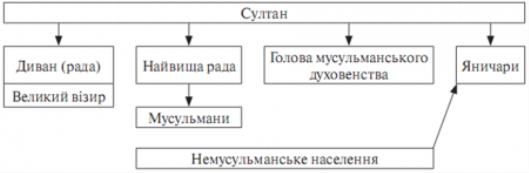 Султан
Диван (рада)
Великий візир
Найвища рада
Голова мусульманського
духовенства
Яничари
Мусульмани
Немусульманське населення